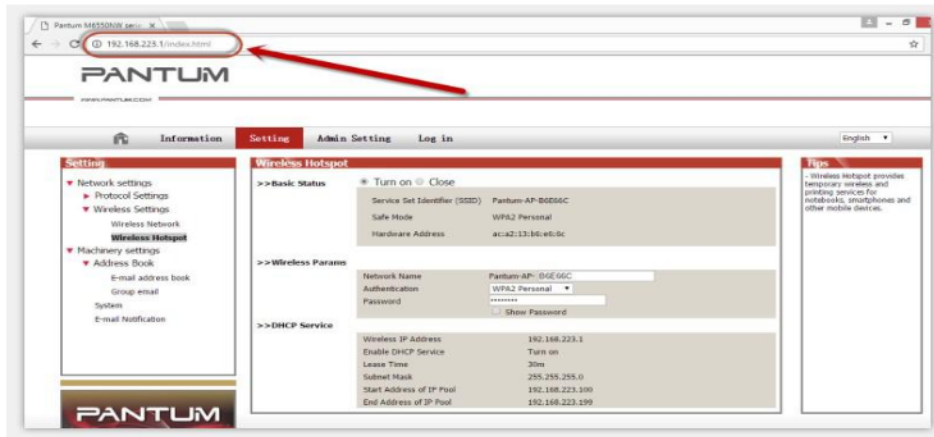 Pantum M6550NW serie
192.168.223.1/index.html
PANTUM
WWW.PANTUM.COM
Information Setting Admin Setting Log in English
Setting
Network settings
Protocol Settings
Wireless Settings
Wireless Network
Wireless Hotspot
Machinery settings
Address Book
E-mail address book
Group email
System
E-mail Notification
PANTUM
Wireless Hotspot
>>Basic Status Turn on Close
Service Set Identifier (SSID) Pantum-AP-B6E66C
Safe Mode WPA2 Personal
Hardware Address ac:a2:13:b6:e6:6c
>>Wireless Params
Network Name Pantum-AP- B6E66C
Authentication WPA2 Personal
Password ••••••••
Show Password
>>DHCP Service
Wireless IP Address 192.168.223.1
Enable DHCP Service Turn on
Lease Time 30m
Subnet Mask 255.255.255.0
Start Address of IP Pool 192.168.223.100
End Address of IP Pool 192.168.223.199
Tips
- Wireless Hotspot provides
temporary wireless and
printing services for
notebooks, smartphones and
other mobile devices.